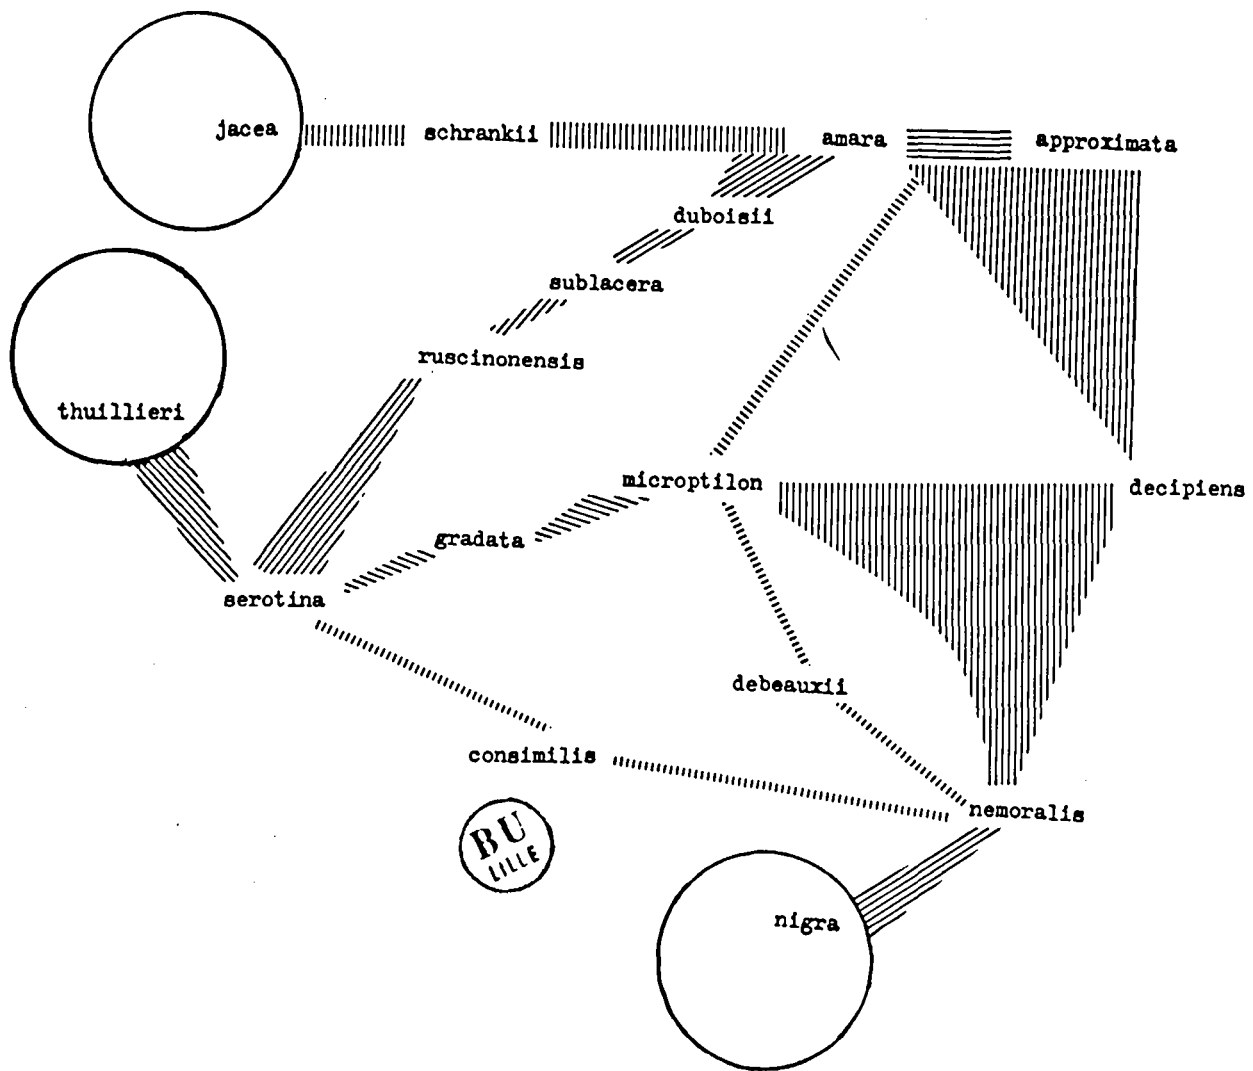 jacea
schrankii
amara
approximata
duboisii
sublacera
ruscinonensis
thuillieri
microptilon
decipiens
gradata
serotina
debeauxii
consimilis
nemoralis
BU
LILLE
nigra